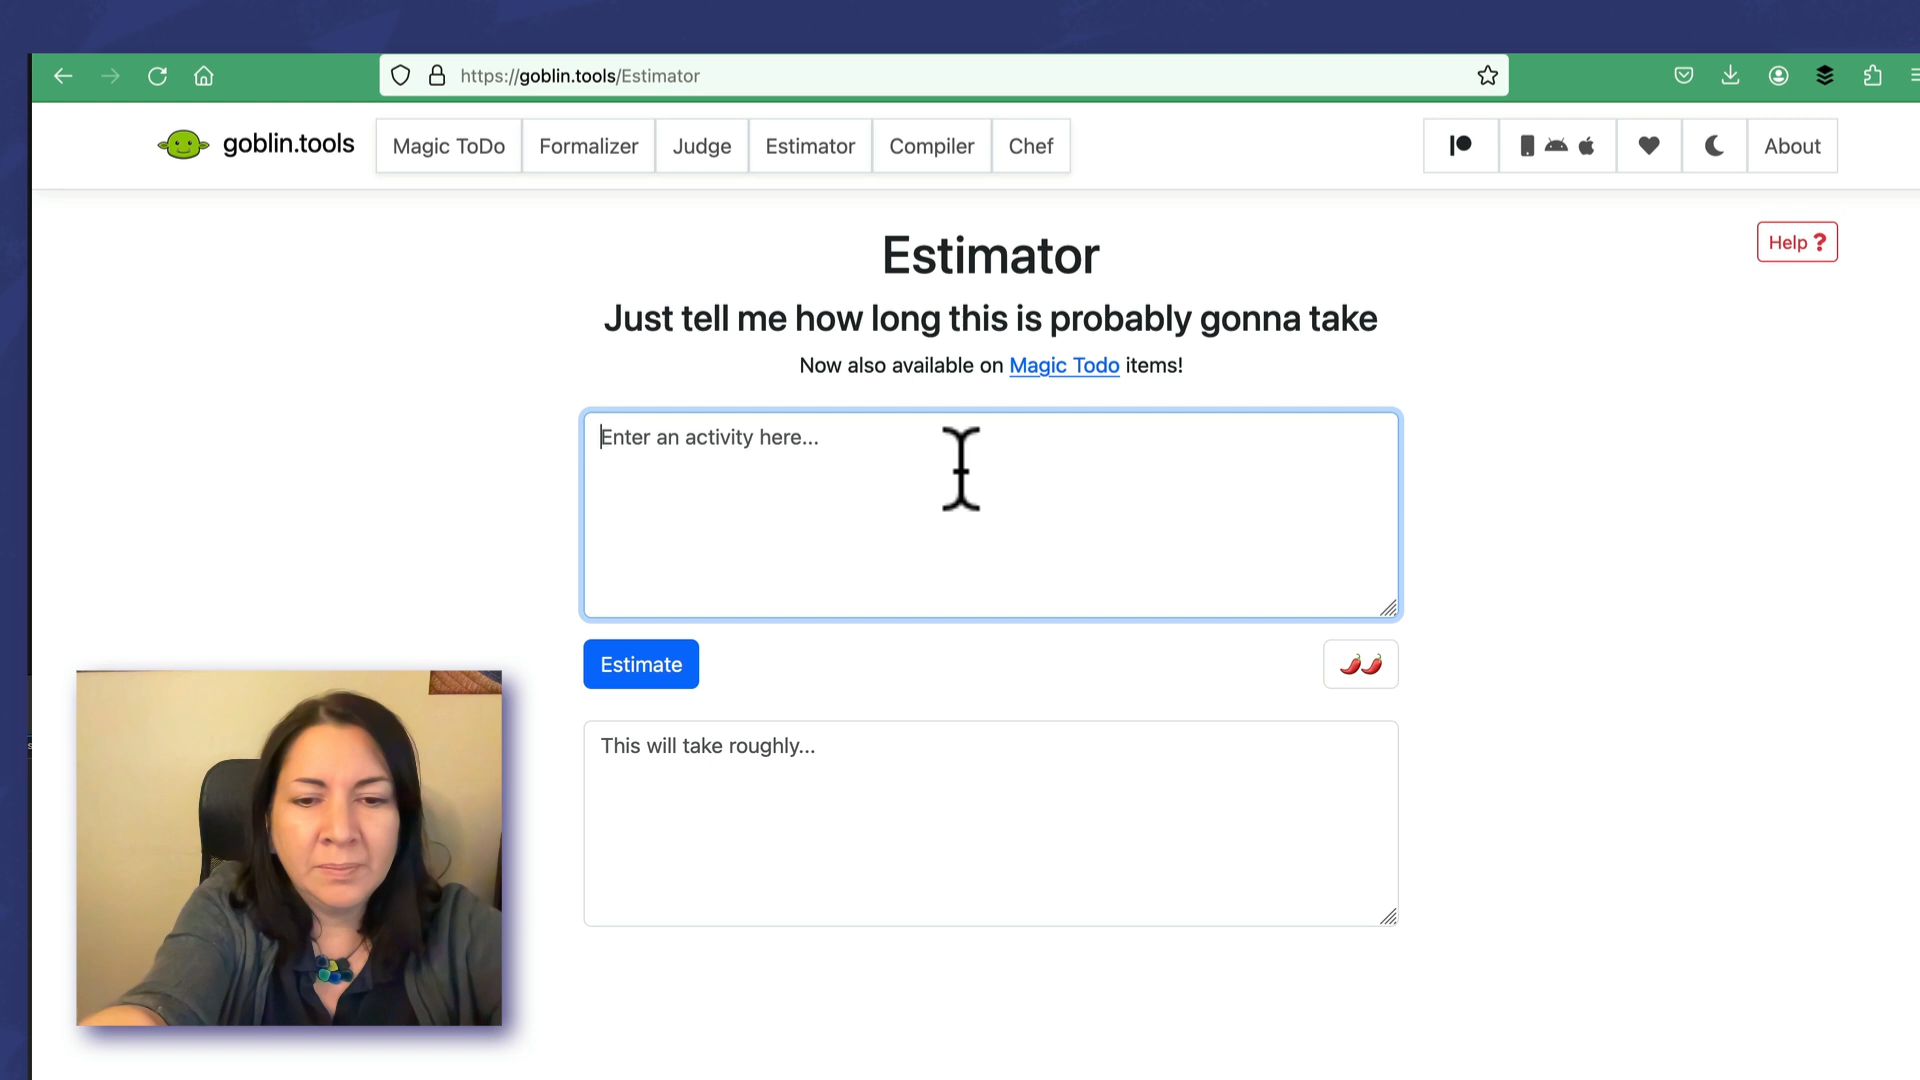 https://goblin.tools/Estimator
goblin.tools
Magic ToDo
Formalizer
Judge
Estimator
Compiler
Chef
About
Help ?
Estimator
Just tell me how long this is probably gonna take
Now also available on Magic Todo items!
Enter an activity here...
Estimate
This will take roughly...